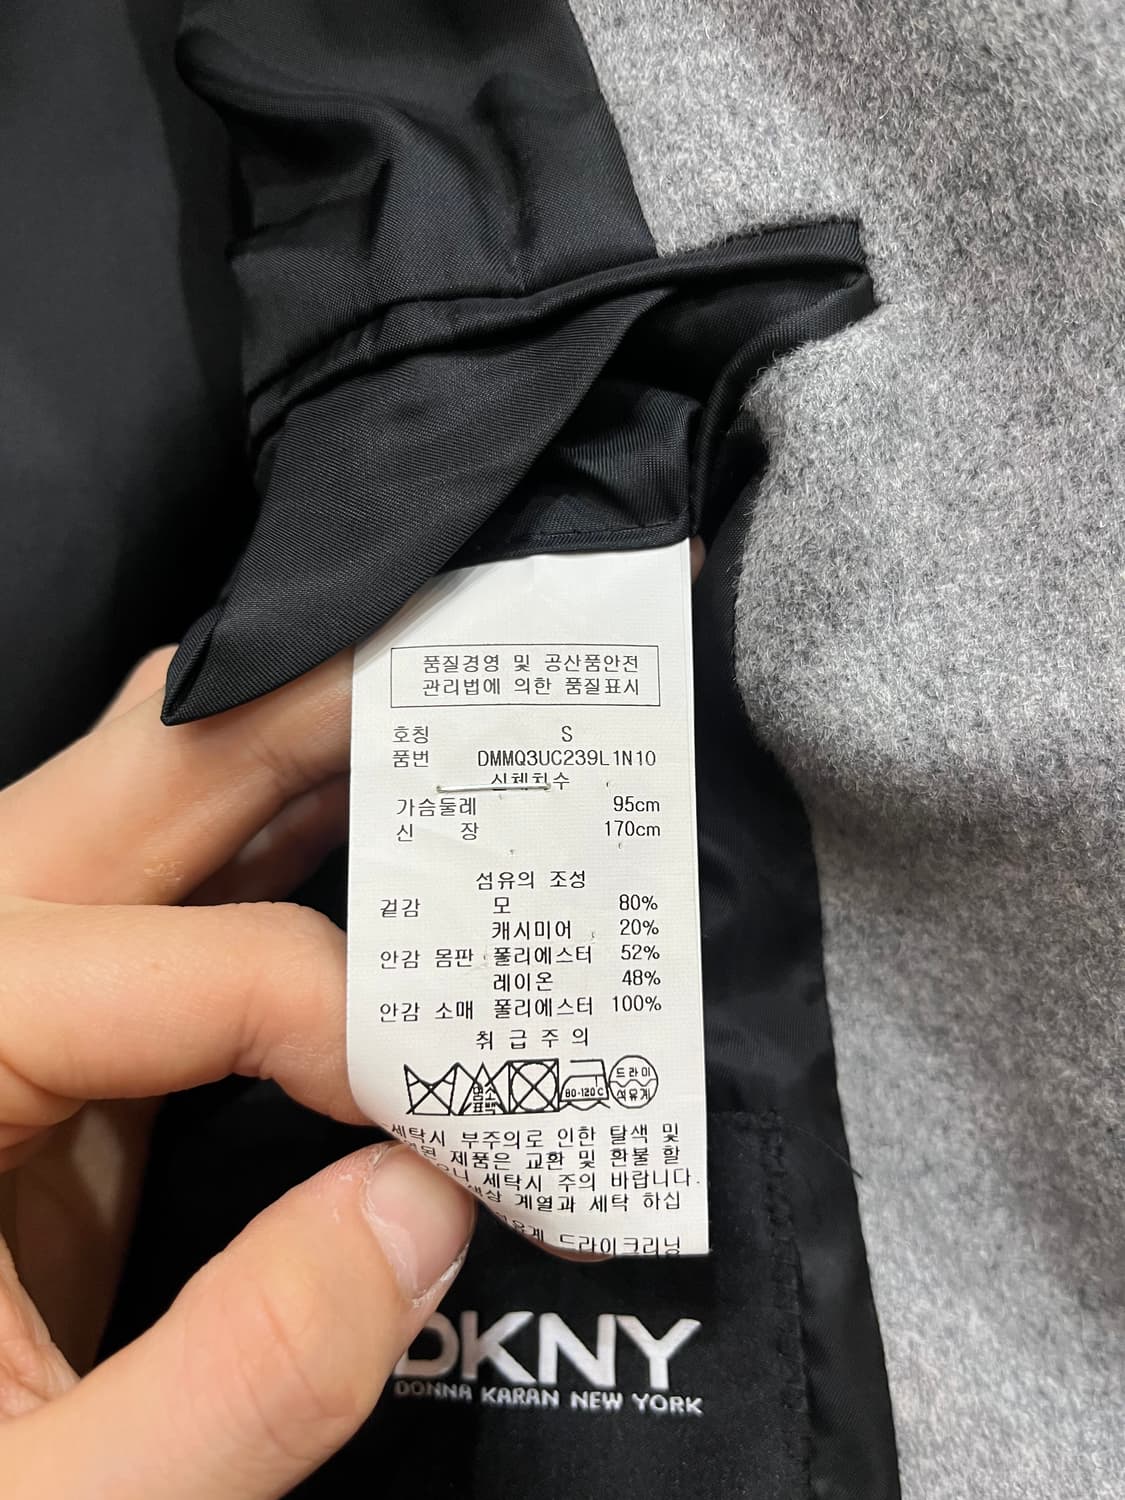 품질경영 및 공산품안전
관리법에 의한 품질표시
호칭 S
품번 DMMQ3UC239L1N10
신체치수
가슴둘레 95cm
신 장 170cm
섬유의 조성
겉감 모 80%
캐시미어 20%
안감 몸판 폴리에스터 52%
레이온 48%
안감 소매 폴리에스터 100%
취 급 주 의
염소
표백
80-120℃
드라이
석유계
세탁시 부주의로 인한 탈색 및
제품은 교환 및 환불 할
세탁시 주의 바랍니다.
계열과 세탁 하십
드라이크리닝
DKNY
DONNA KARAN NEW YORK